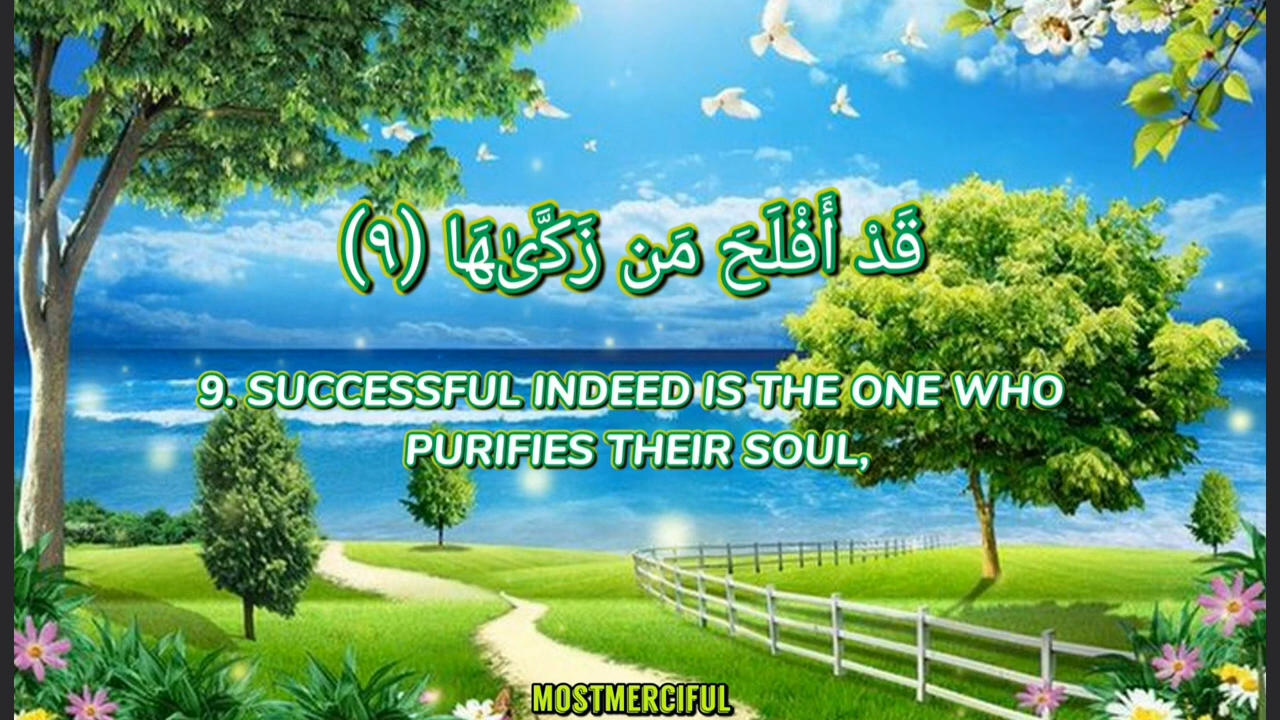 قَدْ أَفْلَحَ مَن زَكَّىٰهَا (٩)
9. SUCCESSFUL INDEED IS THE ONE WHO
PURIFIES THEIR SOUL,
MOSTMERCIFUL